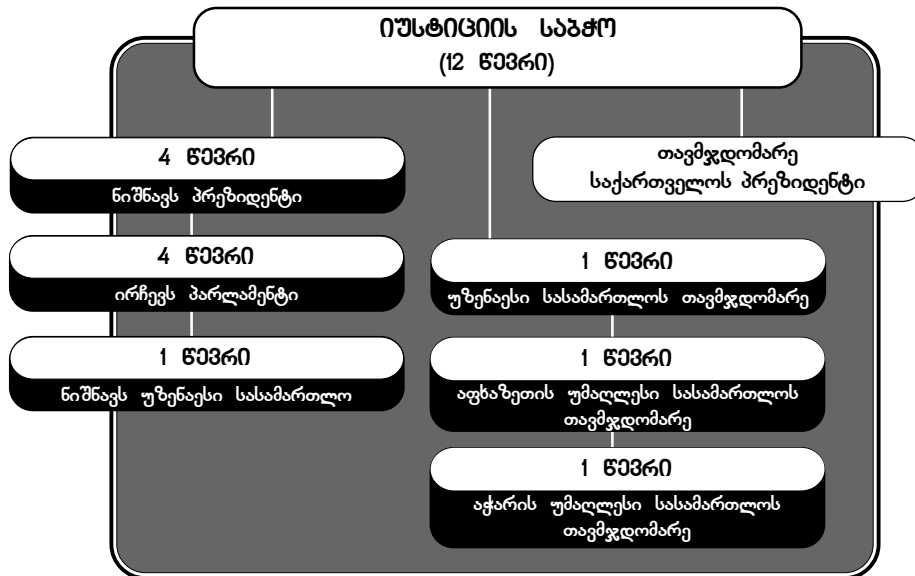 იუსტიციის საბჭო
(12 წევრი)
4 წევრი
ნიშნავს პრეზიდენტი
4 წევრი
ირჩევს პარლამენტი
1 წევრი
ნიშნავს უზენაესი სასამართლო
თავმჯდომარე
საქართველოს პრეზიდენტი
1 წევრი
უზენაესი სასამართლოს თავმჯდომარე
1 წევრი
აფხაზეთის უმაღლესი სასამართლოს
თავმჯდომარე
1 წევრი
აჭარის უმაღლესი სასამართლოს
თავმჯდომარე